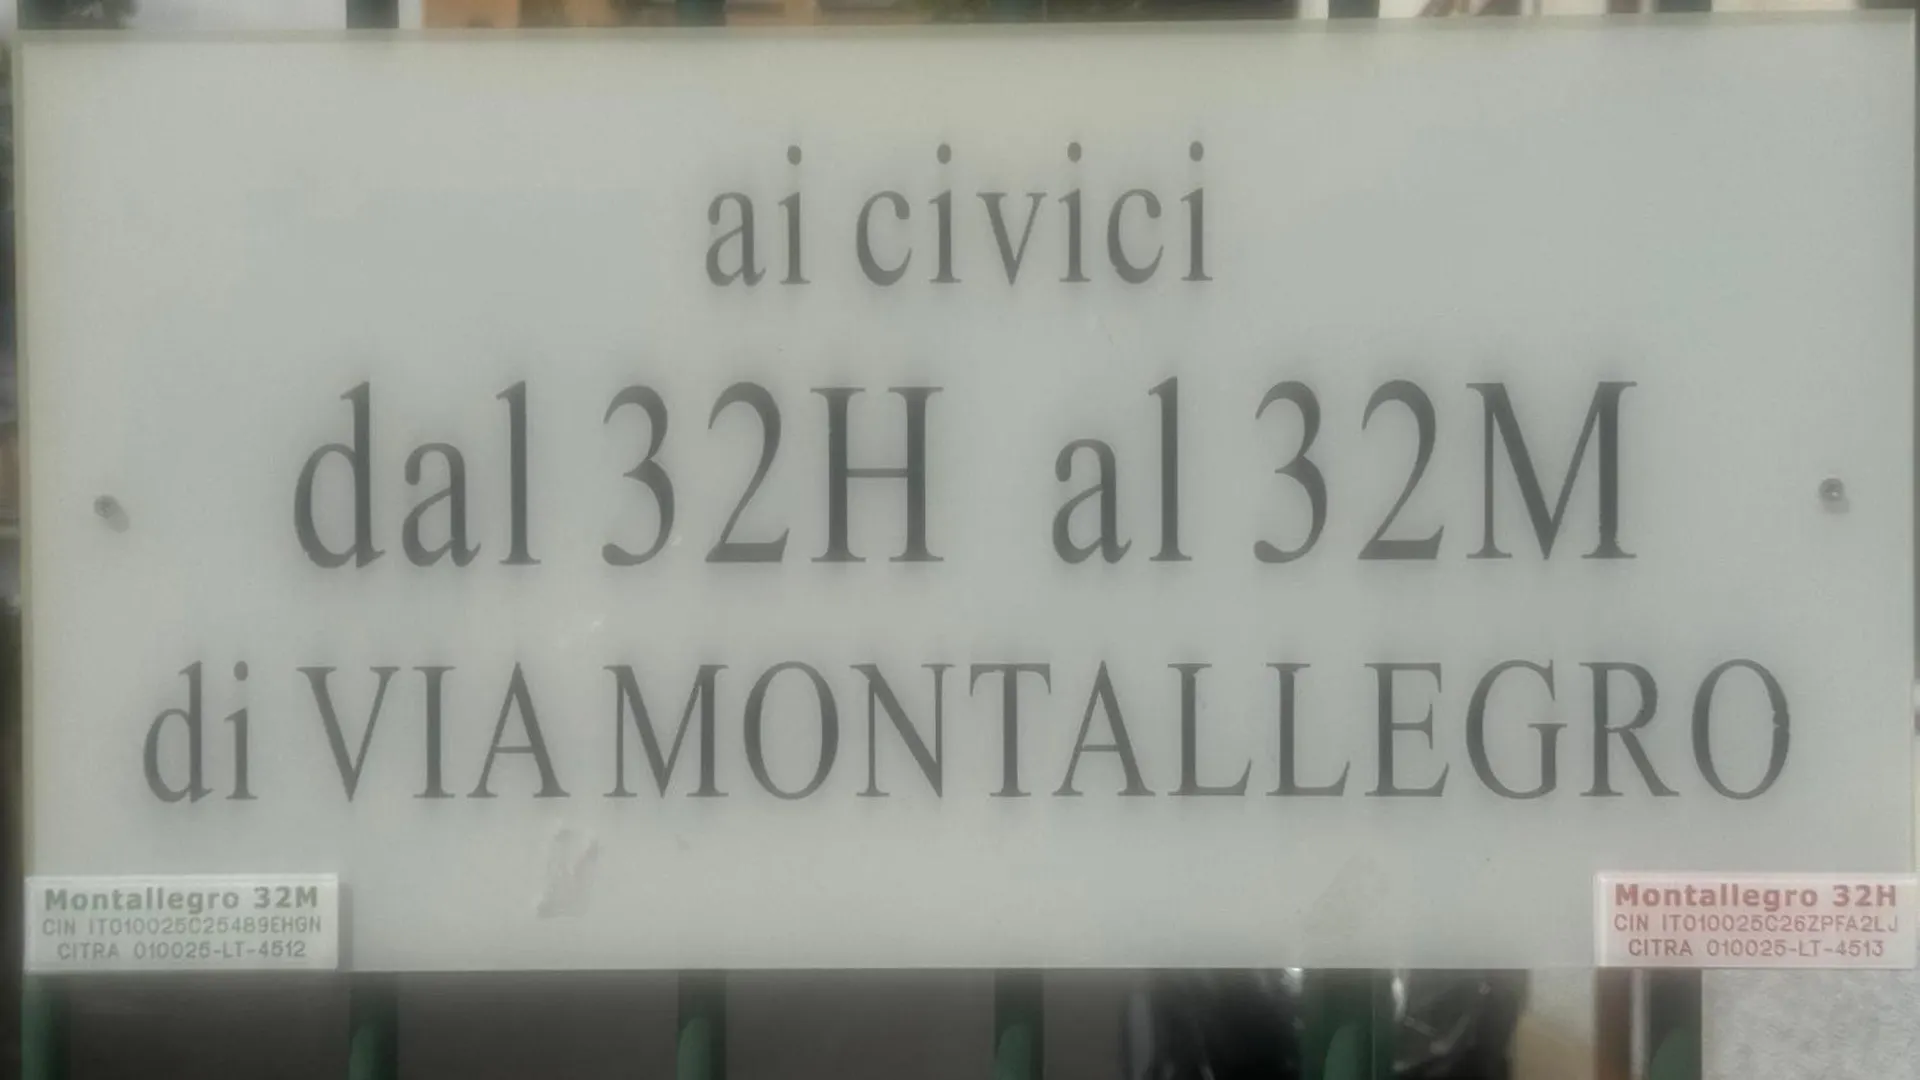 ai civici
dal 32H al 32M
di VIA MONTALLEGRO
Montallegro 32M
CIN IT010025C25489EHGN
CITRA 010025-LT-4512
Montallegro 32H
CIN IT010025C26ZPFA2LJ
CITRA 010025-LT-4513